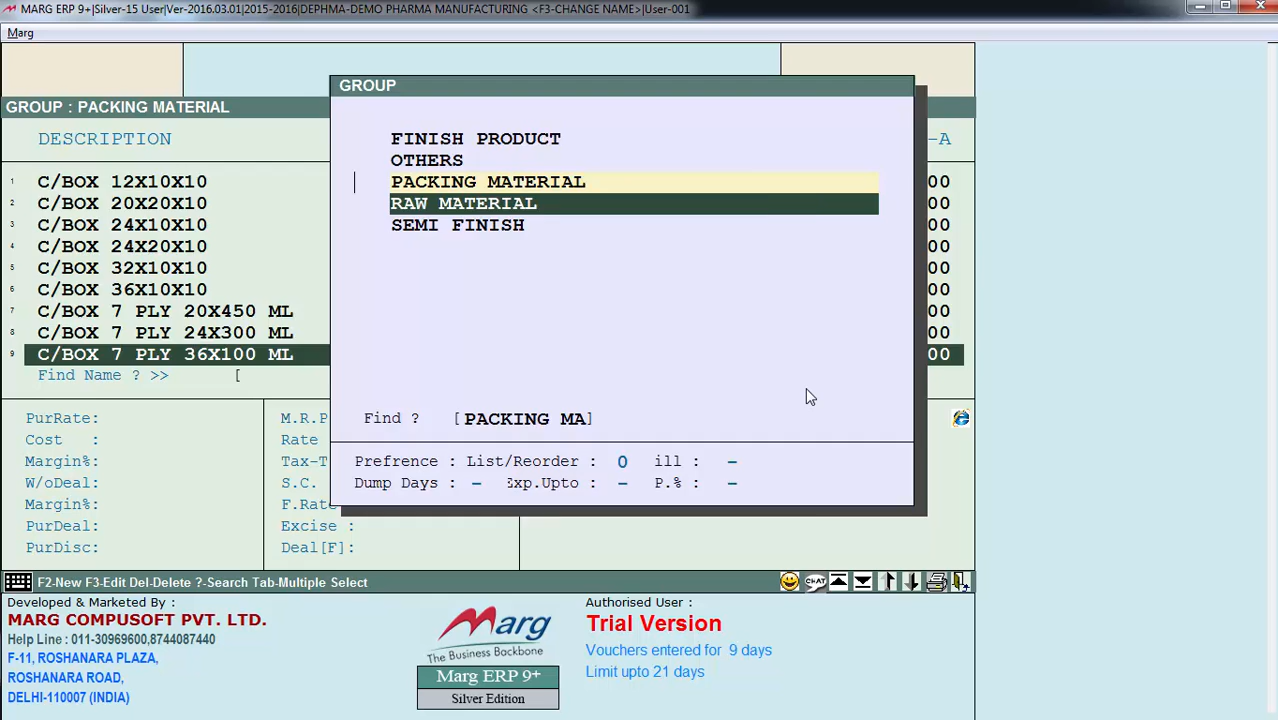 MARG ERP 9+|Silver-15 User|Ver-2016.03.01|2015-2016|DEPHMA-DEMO PHARMA MANUFACTURING <F3-CHANGE NAME>|User-001
Marg
GROUP : PACKING MATERIAL
DESCRIPTION
-A
1 C/BOX 12X10X10 00
2 C/BOX 20X20X10 00
3 C/BOX 24X10X10 00
4 C/BOX 24X20X10 00
5 C/BOX 32X10X10 00
6 C/BOX 36X10X10 00
7 C/BOX 7 PLY 20X450 ML 00
8 C/BOX 7 PLY 24X300 ML 00
9 C/BOX 7 PLY 36X100 ML 00
Find Name ? >> [
GROUP
FINISH PRODUCT
OTHERS
PACKING MATERIAL
RAW MATERIAL
SEMI FINISH
Find ? [PACKING MA]
Prefrence : List/Reorder : O ill : -
Dump Days : - Exp.Upto : - P.% : -
PurRate:
Cost :
Margin%:
W/oDeal:
Margin%:
PurDeal:
PurDisc:
M.R.P
Rate
Tax-T
S.C.
F.Rate
Excise :
Deal[F]:
F2-New F3-Edit Del-Delete ?-Search Tab-Multiple Select
CHAT
Developed & Marketed By :
MARG COMPUSOFT PVT. LTD.
Help Line : 011-30969600,8744087440
F-11, ROSHANARA PLAZA,
ROSHANARA ROAD,
DELHI-110007 (INDIA)
Marg
The Business Backbone
Marg ERP 9+
Silver Edition
Authorised User :
Trial Version
Vouchers entered for 9 days
Limit upto 21 days